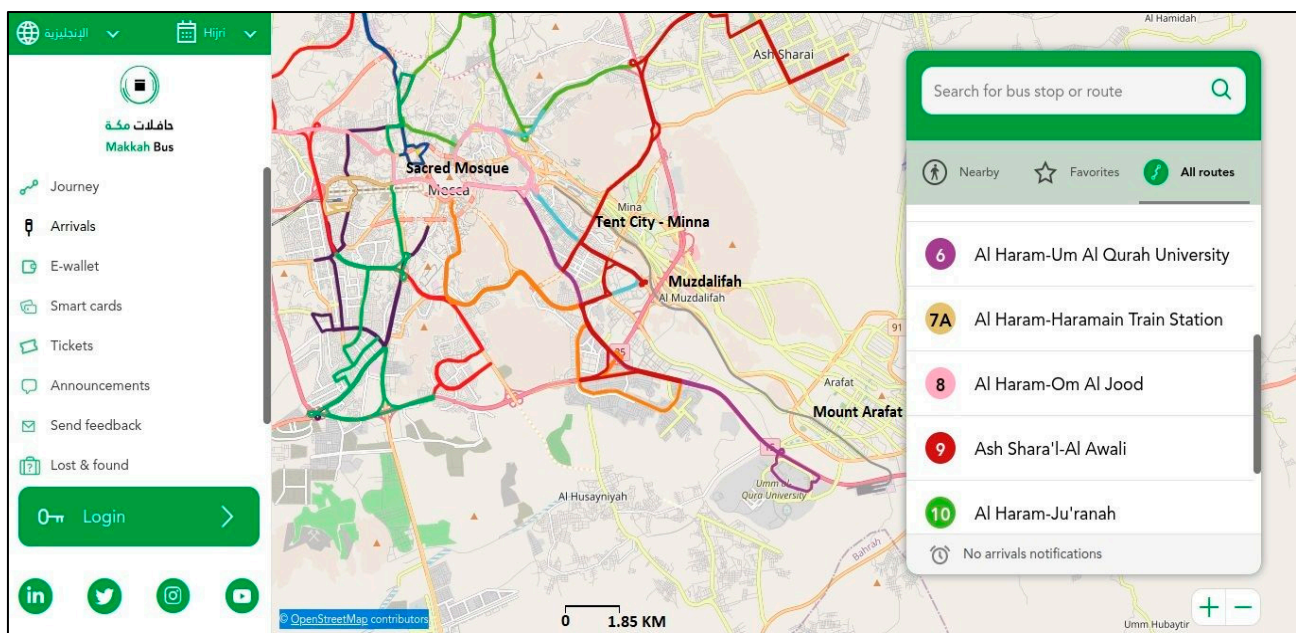 الإنجليزية
Hijri
حافلات مكة
Makkah Bus
Journey
Arrivals
E-wallet
Smart cards
Tickets
Announcements
Send feedback
Lost & found
Login
in
Al Hamidah
Ash Sharai
Sacred Mosque
Mecca
Mina
Tent City - Minna
Muzdalifah
Al Muzdalifah
91
Arafat
Mount Arafat
15
Umm al-
Qura University
Al Husayniyah
Bahrah
Umm Hubaytir
© OpenStreetMap contributors
0 1.85 KM
Search for bus stop or route
Nearby
Favorites
All routes
6 Al Haram-Um Al Qurah University
7A Al Haram-Haramain Train Station
8 Al Haram-Om Al Jood
9 Ash Shara'I-Al Awali
10 Al Haram-Ju'ranah
No arrivals notifications
+ −